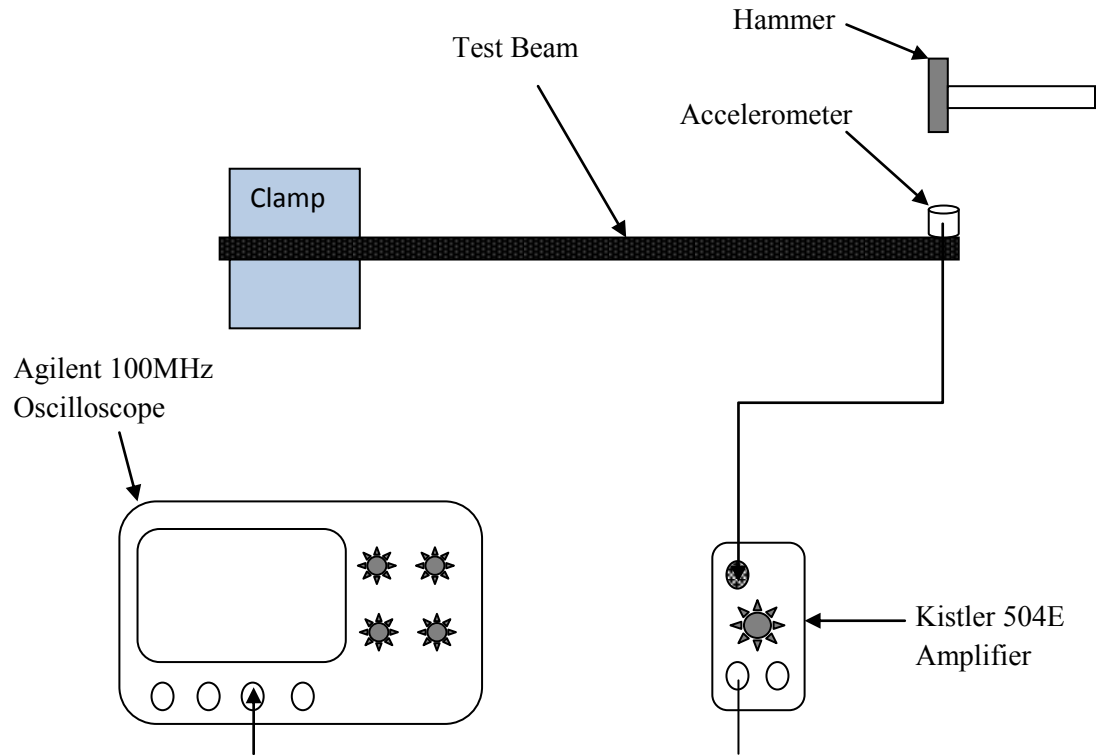 Hammer
Test Beam
Accelerometer
Clamp
Agilent 100MHz
Oscilloscope
Kistler 504E
Amplifier